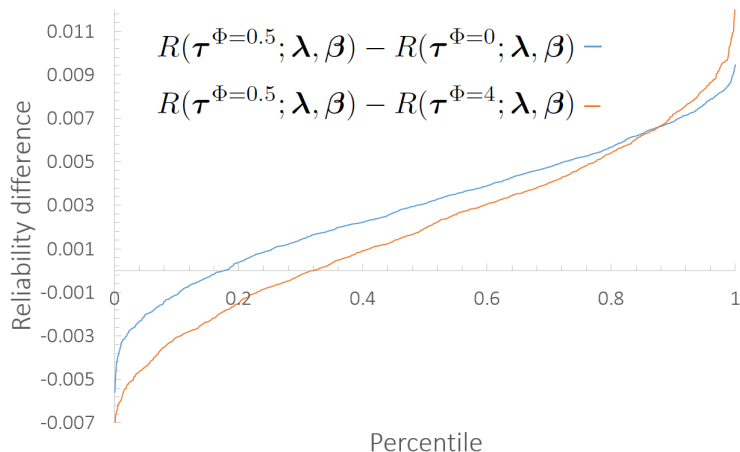 0.011
0.009
0.007
0.005
0.003
0.001
-0.001
-0.003
-0.005
-0.007
Reliability difference
R(τ^Φ=0.5; λ, β) − R(τ^Φ=0; λ, β)
R(τ^Φ=0.5; λ, β) − R(τ^Φ=4; λ, β)
0 0.2 0.4 0.6 0.8 1
Percentile